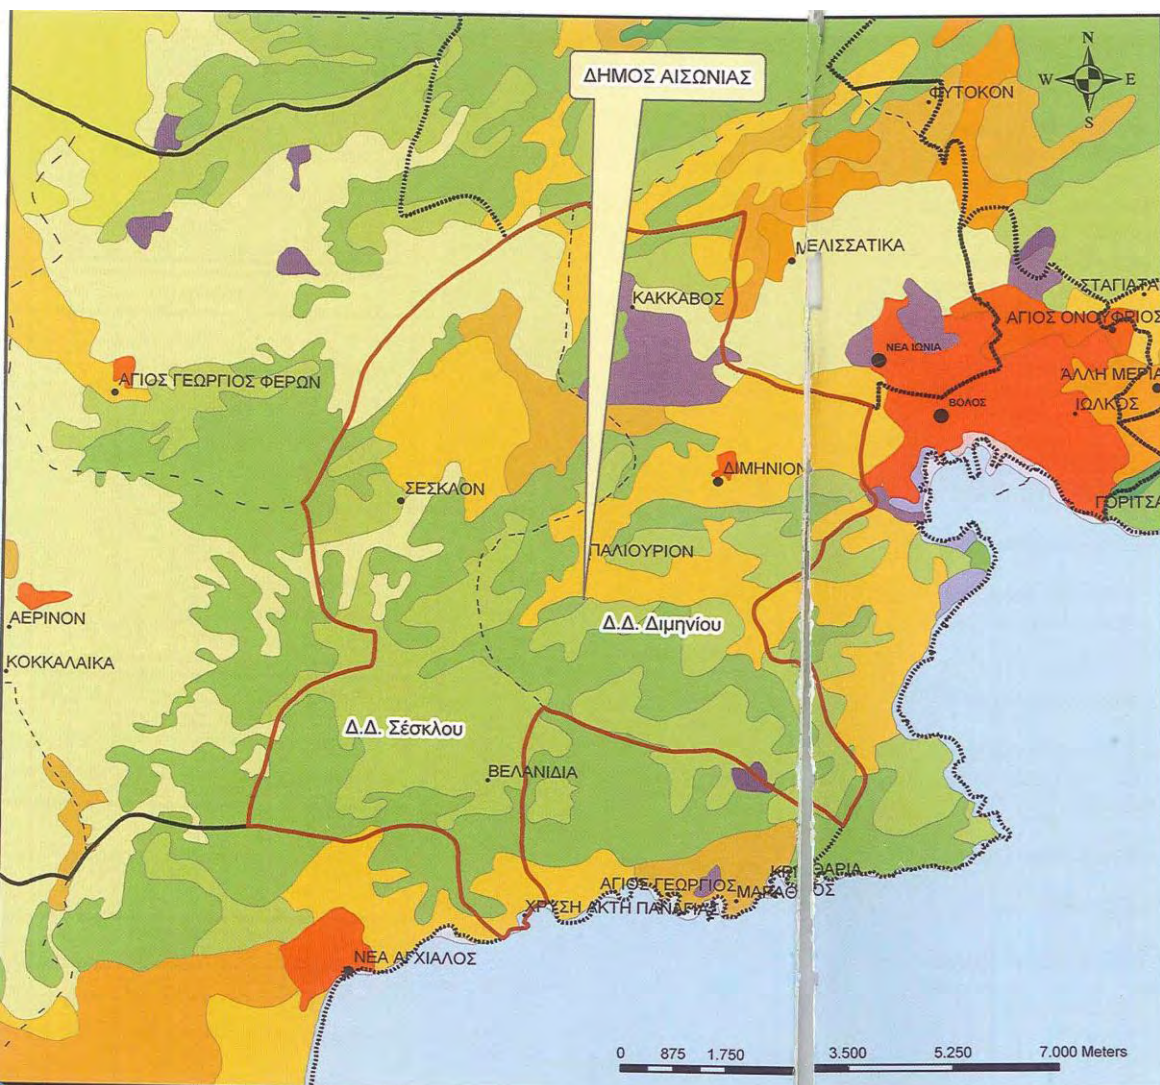 ΔΗΜΟΣ ΑΙΣΩΝΙΑΣ
N
W E
S
ΦΥΤΟΚΟΝ
ΜΕΛΙΣΣΑΤΙΚΑ
ΣΤΑΓΙΑΤΑ
ΚΑΚΚΑΒΟΣ
ΑΓΙΟΣ ΟΝΟΥΦΡΙΟΣ
ΝΕΑ ΙΩΝΙΑ
ΑΓΙΟΣ ΓΕΩΡΓΙΟΣ ΦΕΡΩΝ
ΆΛΛΗ ΜΕΡΙΑ
ΒΟΛΟΣ
ΙΩΛΚΟΣ
ΔΙΜΗΝΙΟΝ
ΣΕΣΚΛΟΝ
ΓΟΡΙΤΣΑ
ΠΑΛΙΟΥΡΙΟΝ
ΑΕΡΙΝΟΝ
Δ.Δ. Διμηνίου
ΚΟΚΚΑΛΑΙΚΑ
Δ.Δ. Σέσκλου
ΒΕΛΑΝΙΔΙΑ
ΑΓΙΟΣ ΓΕΩΡΓΙΟΣ
ΧΡΥΣΗ ΑΚΤΗ ΠΑΝΑΓΙΑΣ
ΝΕΑ ΑΓΧΙΑΛΟΣ
0 875 1.750 3.500 5.250 7.000 Meters